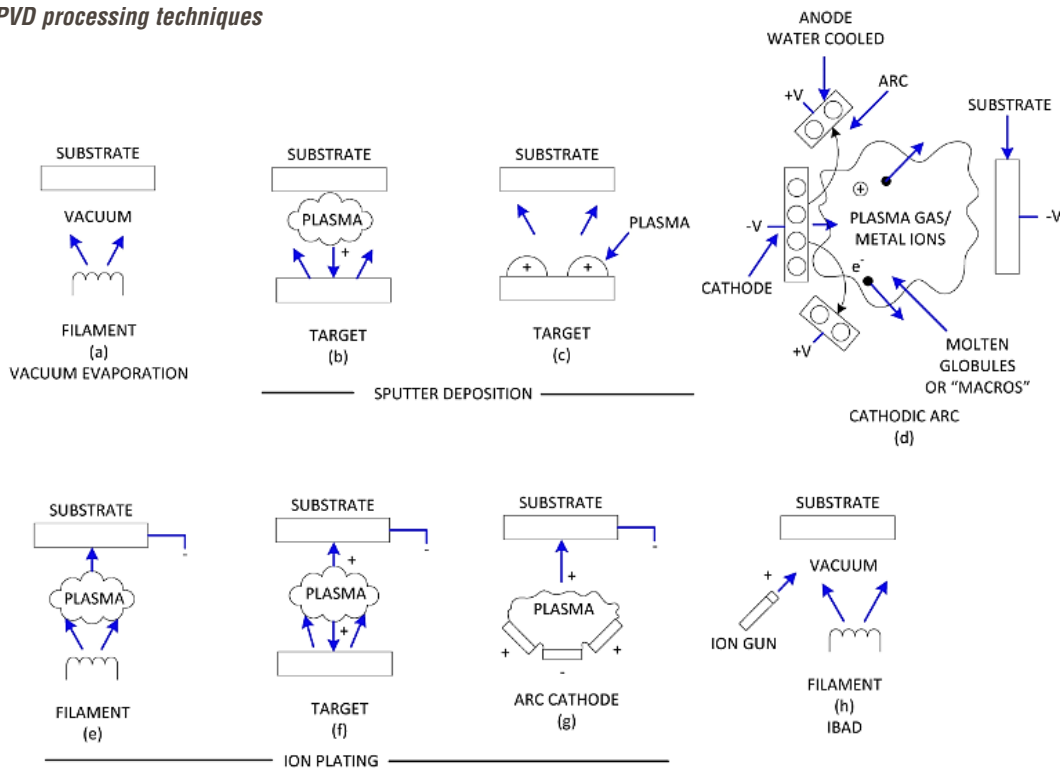 PVD processing techniques
SUBSTRATE
VACUUM
FILAMENT
(a)
VACUUM EVAPORATION
SUBSTRATE
PLASMA
+
TARGET
(b)
SUBSTRATE
PLASMA
+ +
TARGET
(c)
SPUTTER DEPOSITION
ANODE
WATER COOLED
+V
ARC
SUBSTRATE
+
-V
PLASMA GAS/
METAL IONS
-V
CATHODE
e-
+V
MOLTEN
GLOBULES
OR “MACROS”
CATHODIC ARC
(d)
SUBSTRATE
-
PLASMA
FILAMENT
(e)
SUBSTRATE
-
+
PLASMA
+
TARGET
(f)
SUBSTRATE
-
+
PLASMA
+ +
-
ARC CATHODE
(g)
ION PLATING
SUBSTRATE
VACUUM
+
ION GUN
FILAMENT
(h)
IBAD